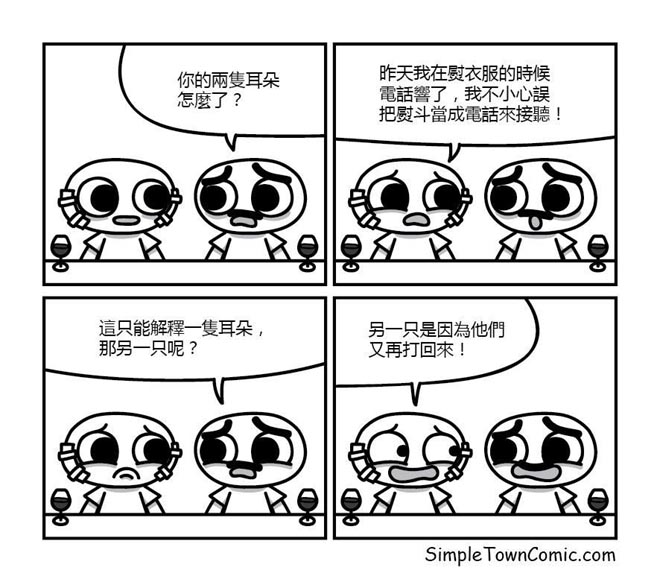 你的兩隻耳朵
怎麼了？
昨天我在熨衣服的時候
電話響了，我不小心誤
把熨斗當成電話來接聽！
這只能解釋一隻耳朵，
那另一只呢？
另一只是因為他們
又再打回來！
SimpleTownComic.com